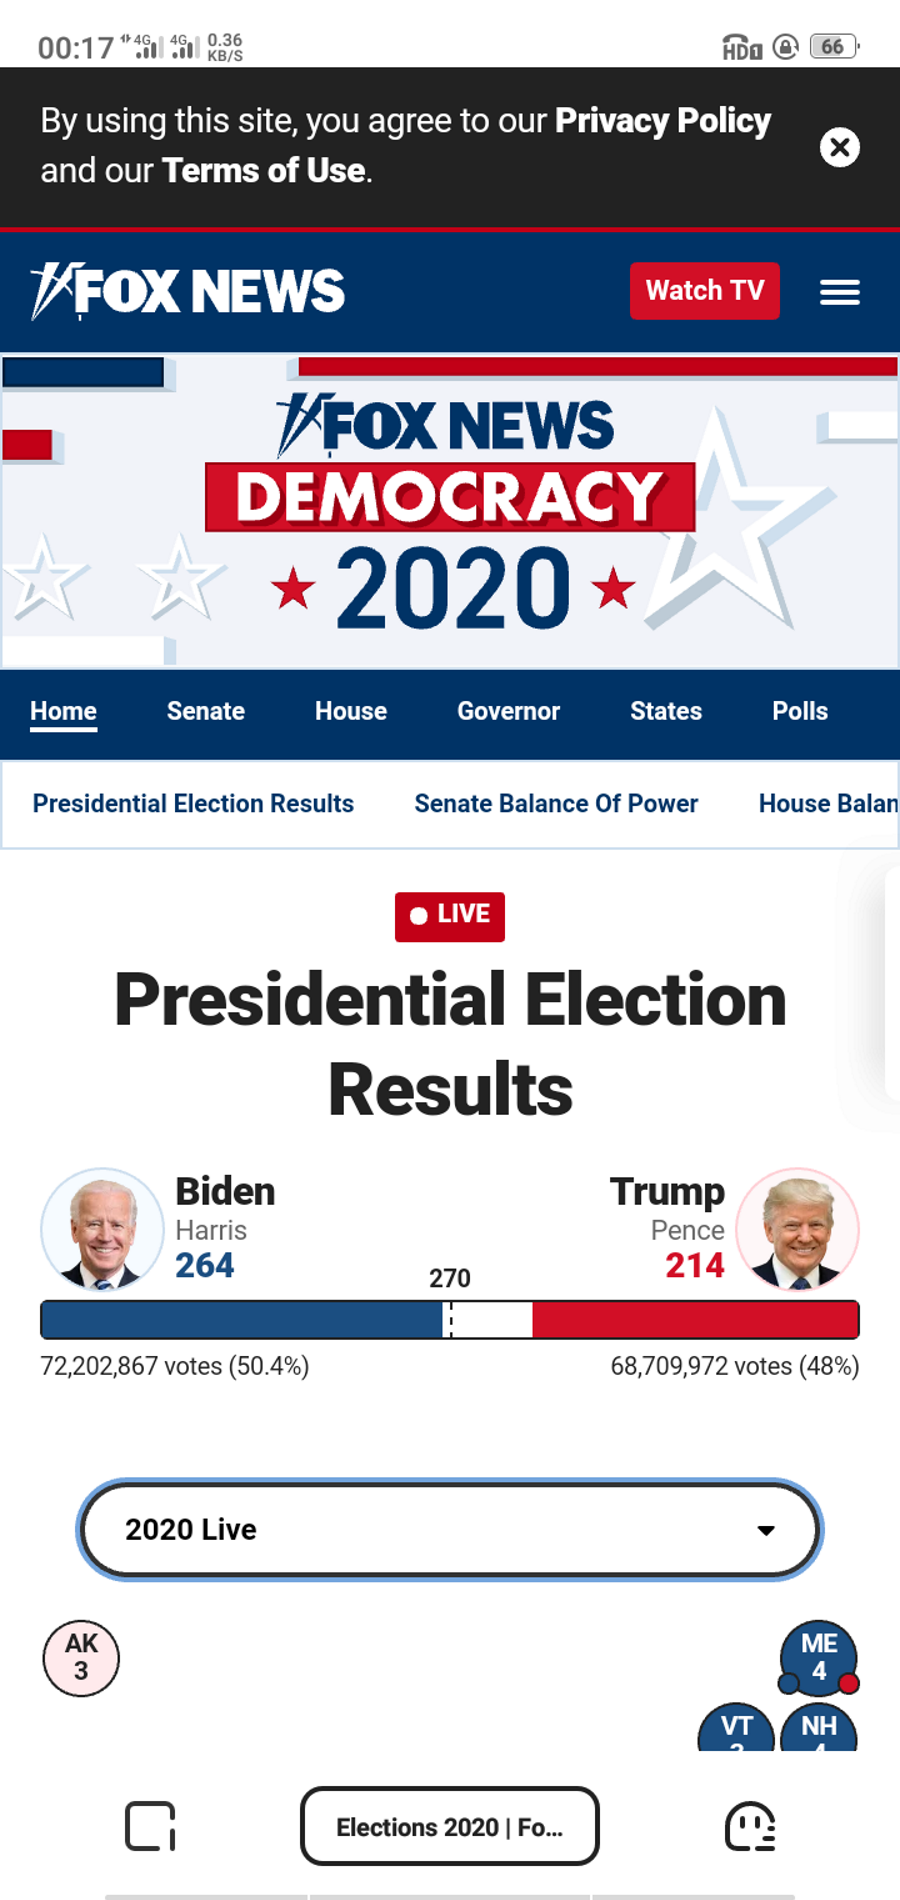 00:17 4G 4G 0.36 KB/S HD1 66
By using this site, you agree to our Privacy Policy
and our Terms of Use.
FOX NEWS Watch TV
FOX NEWS
DEMOCRACY
2020
Home Senate House Governor States Polls
Presidential Election Results Senate Balance Of Power House Balan
LIVE
Presidential Election
Results
Biden Trump
Harris Pence
264 270 214
72,202,867 votes (50.4%) 68,709,972 votes (48%)
2020 Live
AK ME
3 4
VT NH
Elections 2020 | Fo...